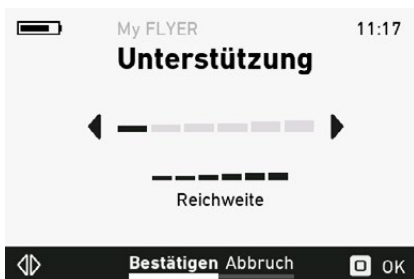 My FLYER 11:17
Unterstützung
Reichweite
Bestätigen Abbruch OK